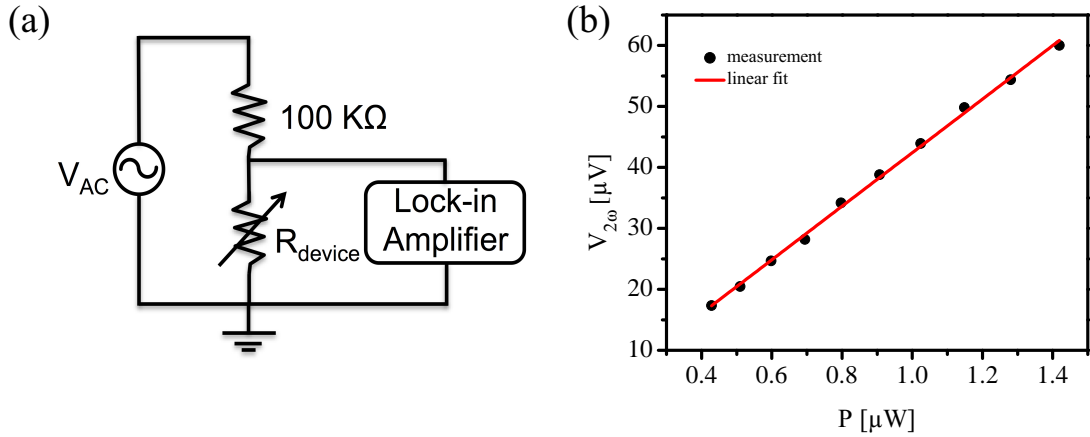 (a)
100 KΩ
V_AC
R_device
Lock-in
Amplifier
(b)
measurement
linear fit
60
50
40
30
20
10
V_2ω [μV]
0.4 0.6 0.8 1.0 1.2 1.4
P [μW]